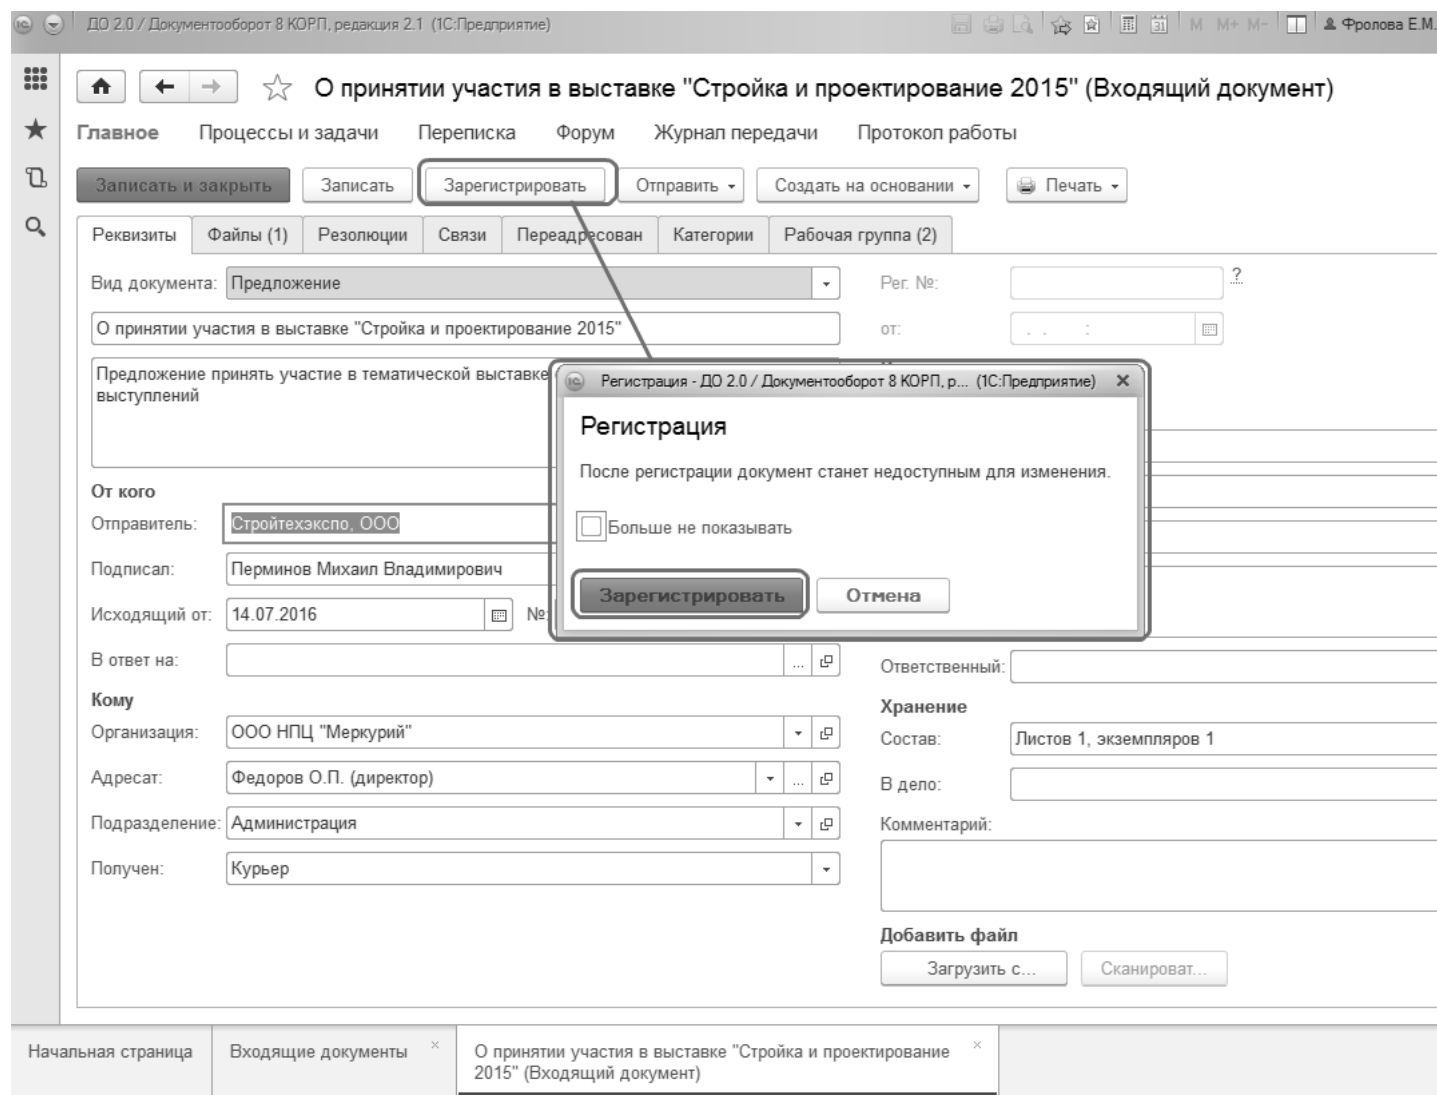 ДО 2.0 / Документооборот 8 КОРП, редакция 2.1 (1С:Предприятие)
31 M M+ M- Фролова Е.М.
О принятии участия в выставке "Стройка и проектирование 2015" (Входящий документ)
Главное Процессы и задачи Переписка Форум Журнал передачи Протокол работы
Записать и закрыть Записать Зарегистрировать Отправить Создать на основании Печать
Реквизиты Файлы (1) Резолюции Связи Переадресован Категории Рабочая группа (2)
Вид документа: Предложение Рег. №: ?
О принятии участия в выставке "Стройка и проектирование 2015" от: . . :
Предложение принять участие в тематической выставке
выступлений
Регистрация - ДО 2.0 / Документооборот 8 КОРП, р... (1С:Предприятие)
Регистрация
После регистрации документ станет недоступным для изменения.
Больше не показывать
Зарегистрировать Отмена
От кого
Отправитель: Стройтехэкспо, ООО
Подписал: Перминов Михаил Владимирович
Исходящий от: 14.07.2016 №:
В ответ на: ... Ответственный:
Кому Хранение
Организация: ООО НПЦ "Меркурий" Состав: Листов 1, экземпляров 1
Адресат: Федоров О.П. (директор) ... В дело:
Подразделение: Администрация Комментарий:
Получен: Курьер
Добавить файл
Загрузить с... Сканироват...
Начальная страница Входящие документы О принятии участия в выставке "Стройка и проектирование
2015" (Входящий документ)